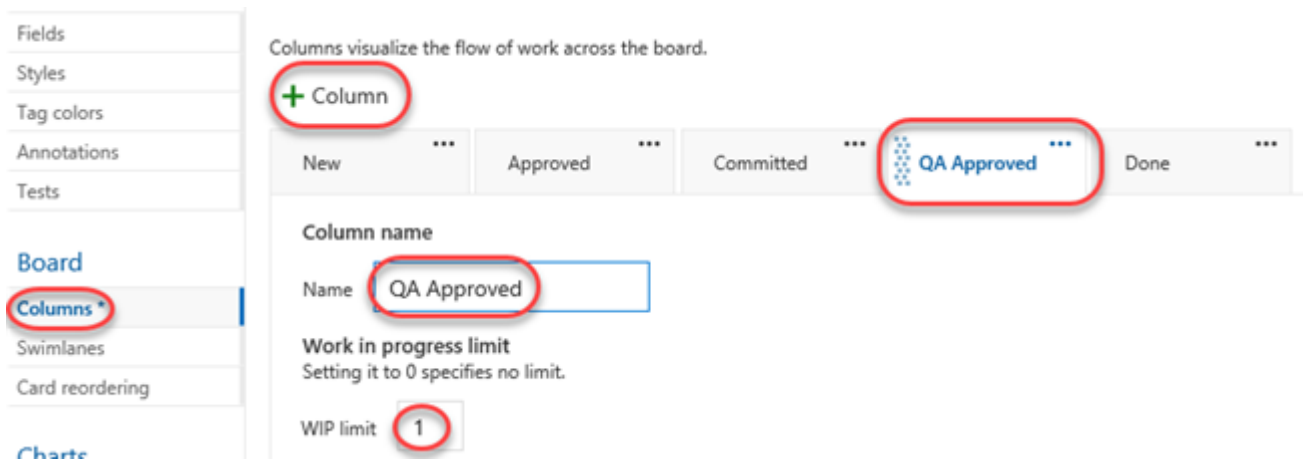 Fields
Styles
Tag colors
Annotations
Tests
Board
Columns *
Swimlanes
Card reordering
Charts
Columns visualize the flow of work across the board.
+ Column
New ... Approved ... Committed ... QA Approved ... Done ...
Column name
Name QA Approved
Work in progress limit
Setting it to 0 specifies no limit.
WIP limit 1